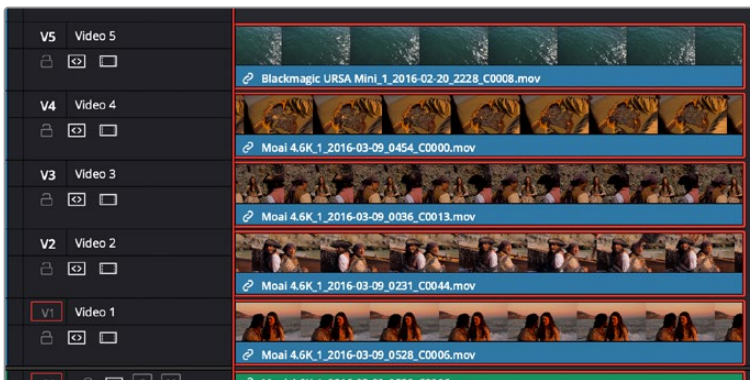 V5 Video 5
Blackmagic URSA Mini_1_2016-02-20_2228_C0008.mov
V4 Video 4
Moai 4.6K_1_2016-03-09_0454_C0000.mov
V3 Video 3
Moai 4.6K_1_2016-03-09_0036_C0013.mov
V2 Video 2
Moai 4.6K_1_2016-03-09_0231_C0044.mov
V1 Video 1
Moai 4.6K_1_2016-03-09_0528_C0006.mov